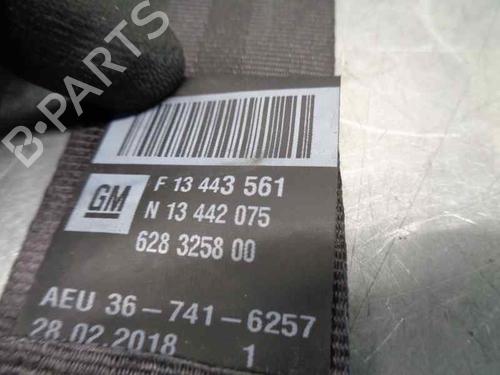 B-PARTS
GM
F 13 443 561
N 13 442 075
628 3258 00
AEU 36-741-6257
28.02.2018 1